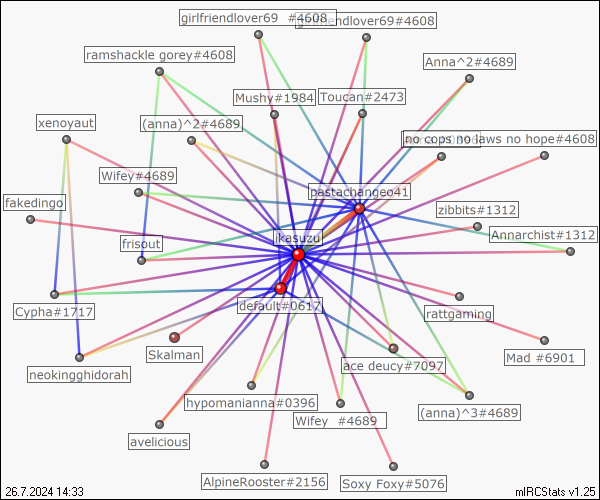 girlfriendlover69 #4608
girlfriendlover69#4608
ramshackle gorey#4608
Anna^2#4689
Mushy#1984
Toucan#2473
xenoyaut
(anna)^2#4689
no cops no laws no hope#4608
Wifey#4689
pastachangeo41
fakedingo
zibbits#1312
frisout
ikasuzu
Annarchist#1312
default#0617
Cypha#1717
rattgaming
Skalman
Mad #6901
ace deucy#7097
neokingghidorah
hypomanianna#0396
(anna)^3#4689
Wifey #4689
avelicious
AlpineRooster#2156
Soxy Foxy#5076
26.7.2024 14:33
mIRCStats v1.25